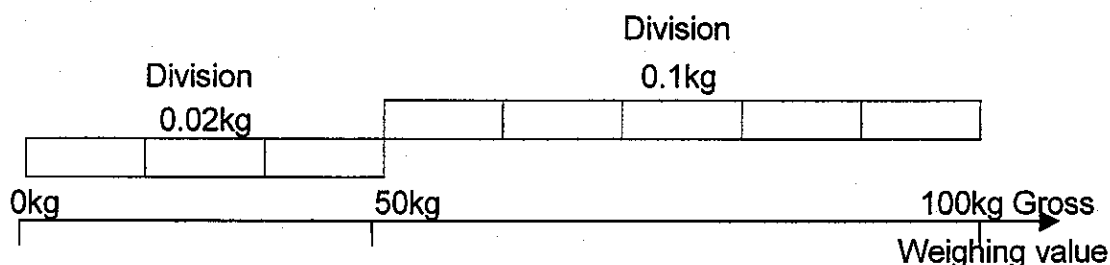 Division
0.1kg
Division
0.02kg
0kg
50kg
100kg Gross
Weighing value